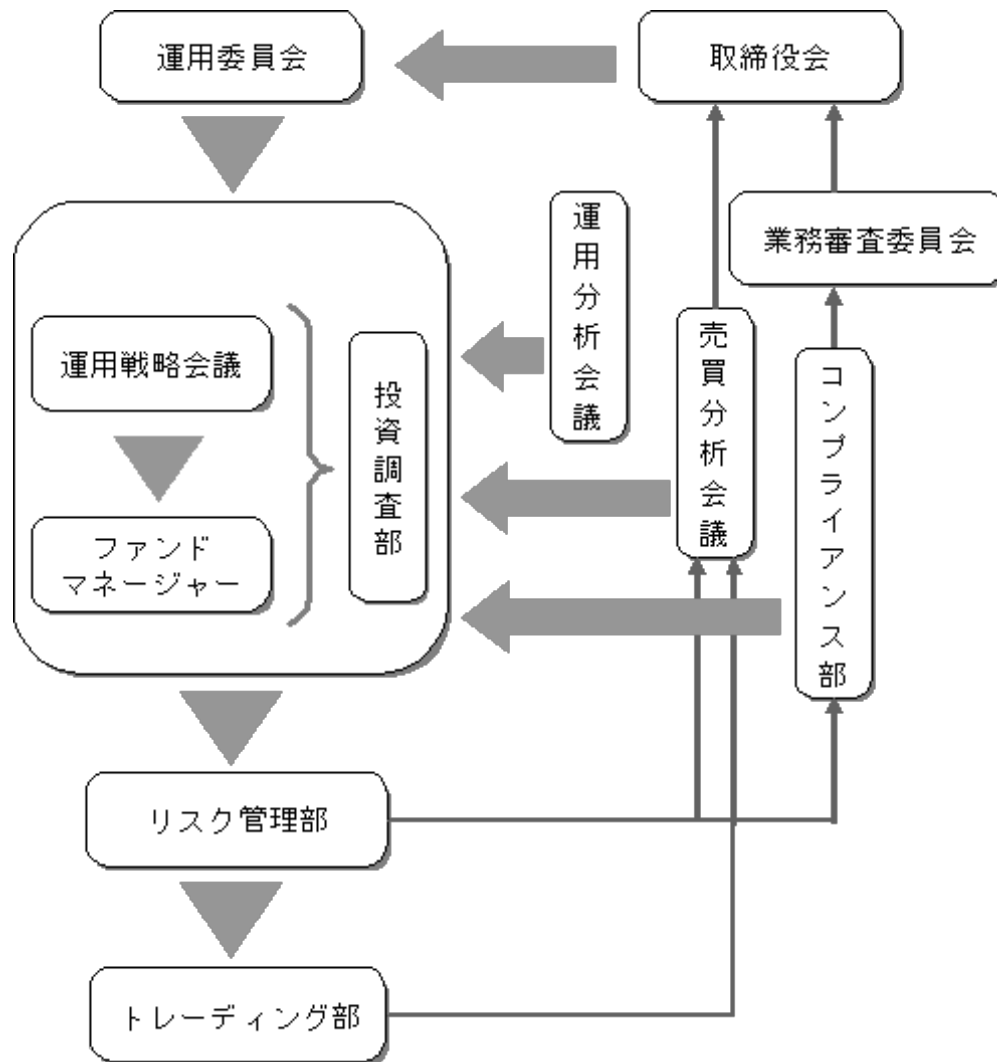 運用委員会
取締役会
運用分析会議
業務審査委員会
売買分析会議
コンプライアンス部
運用戦略会議
投資調査部
ファンド
マネージャー
リスク管理部
トレーディング部